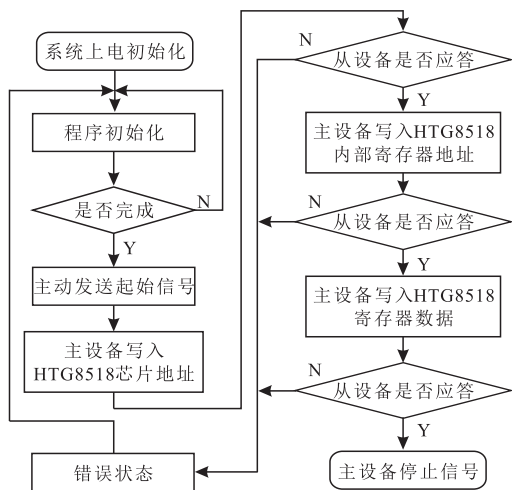 系统上电初始化
程序初始化
是否完成
N
Y
主动发送起始信号
主设备写入
HTG8518芯片地址
错误状态
N
从设备是否应答
Y
主设备写入HTG8518
内部寄存器地址
N
从设备是否应答
Y
主设备写入HTG8518
寄存器数据
N
从设备是否应答
Y
主设备停止信号